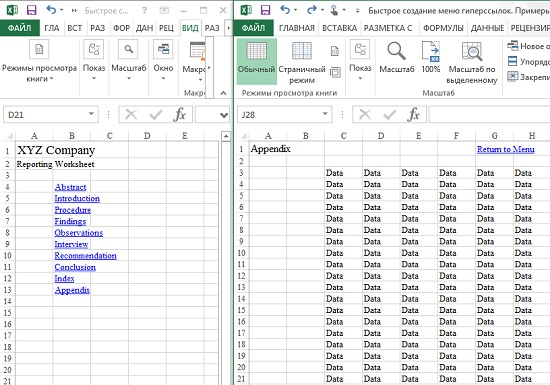 Быстрое с...
ФАЙЛ ГЛА ВСТ РАЗ ФОР ДАН РЕЦ ВИД РАЗ
Режимы просмотра книги Показ Масштаб Окно Макро
Макро
D21 fx
A B C D E
1 XYZ Company
2 Reporting Worksheet
3
4 Abstract
5 Introduction
6 Procedure
7 Findings
8 Observations
9 Interview
10 Recommendation
11 Conclusion
12 Index
13 Appendix
14
15
16
17
18
19
20
21
Быстрое создание меню гиперссылок. Примеры
ФАЙЛ ГЛАВНАЯ ВСТАВКА РАЗМЕТКА С ФОРМУЛЫ ДАННЫЕ РЕЦЕНЗИР
Обычный Страничный режим Показ Масштаб 100% Масштаб по выделенному Новое о
Упорядо
Закрепи
Режимы просмотра книги Масштаб
J28 fx
A B C D E F G H
1 Appendix Return to Menu
2
3 Data Data Data Data Data Data
4 Data Data Data Data Data Data
5 Data Data Data Data Data Data
6 Data Data Data Data Data Data
7 Data Data Data Data Data Data
8 Data Data Data Data Data Data
9 Data Data Data Data Data Data
10 Data Data Data Data Data Data
11 Data Data Data Data Data Data
12 Data Data Data Data Data Data
13 Data Data Data Data Data Data
14 Data Data Data Data Data Data
15 Data Data Data Data Data Data
16 Data Data Data Data Data Data
17 Data Data Data Data Data Data
18 Data Data Data Data Data Data
19 Data Data Data Data Data Data
20 Data Data Data Data Data Data
21 Data Data Data Data Data Data